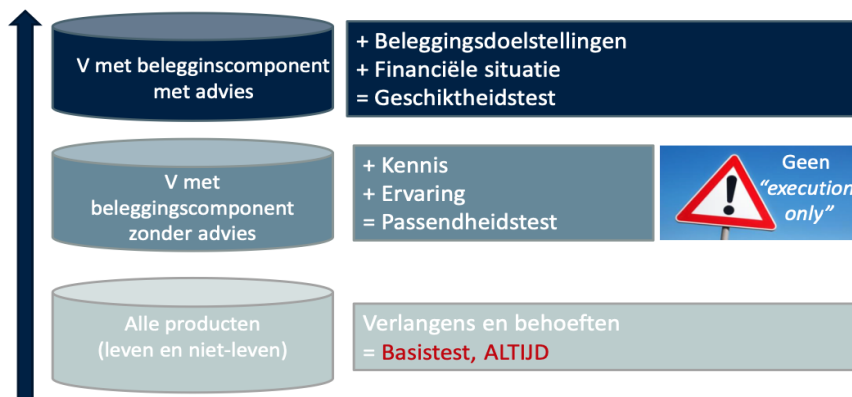 V met belegginscomponent
met advies
+ Beleggingsdoelstellingen
+ Financiële situatie
= Geschiktheidstest
V met
beleggingscomponent
zonder advies
+ Kennis
+ Ervaring
= Passendheidstest
Geen
“execution
only”
Alle producten
(leven en niet-leven)
Verlangens en behoeften
= Basistest, ALTIJD